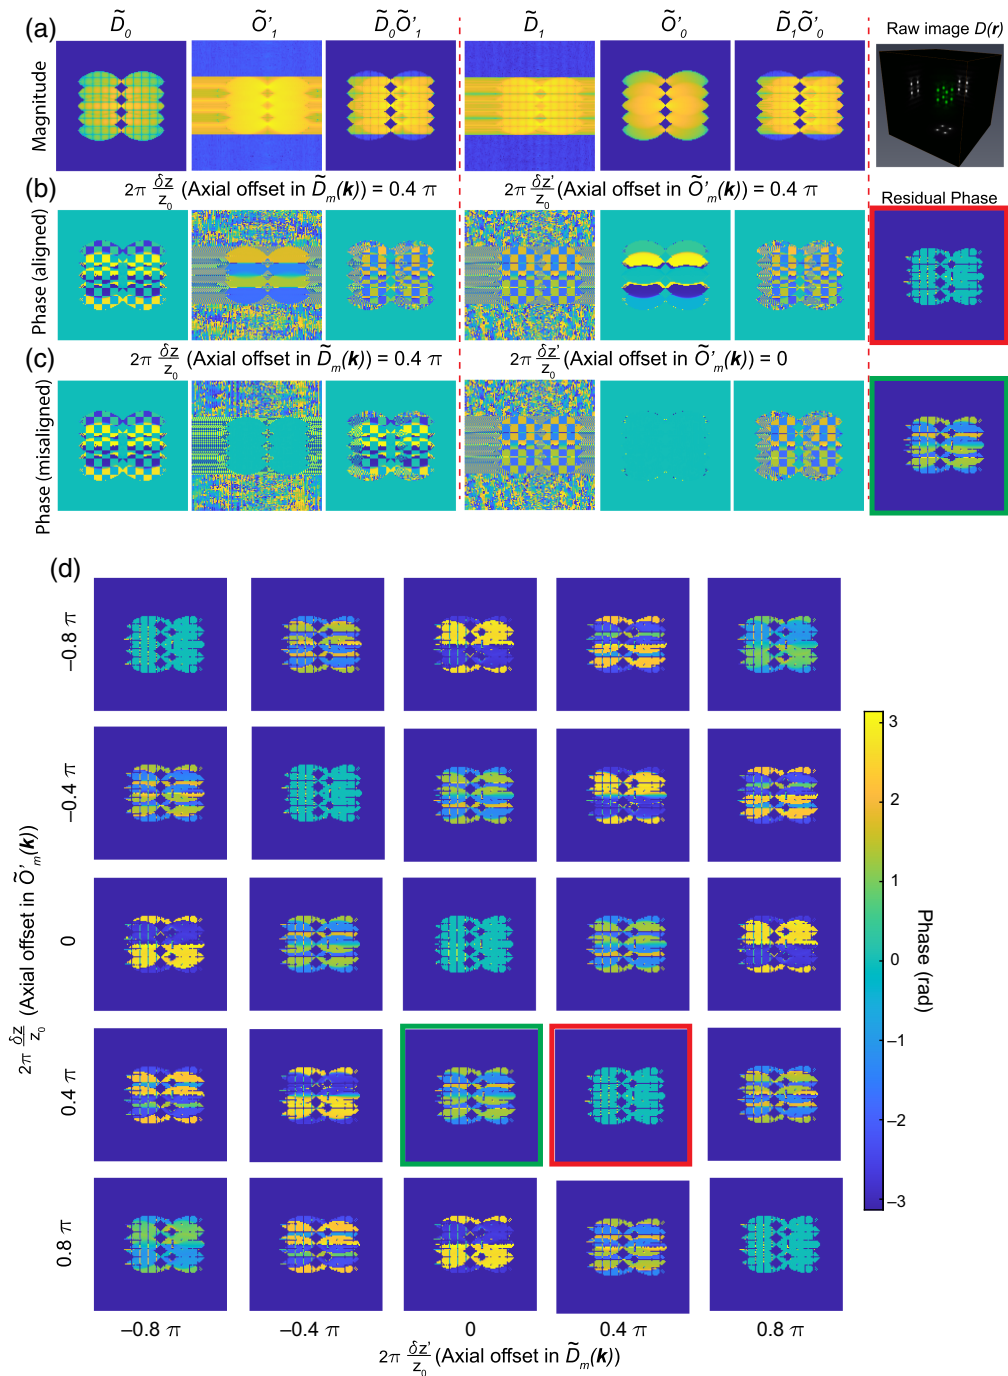 (a) D̃₀ Õ'₁ D̃₀Õ'₁ D̃₁ Õ'₀ D̃₁Õ'₀ Raw image D(r)
Magnitude
(b) 2π δz/z₀ (Axial offset in D̃ₘ(k)) = 0.4 π 2π δz'/z₀ (Axial offset in Õ'ₘ(k)) = 0.4 π Residual Phase
Phase (aligned)
(c) 2π δz/z₀ (Axial offset in D̃ₘ(k)) = 0.4 π 2π δz'/z₀ (Axial offset in Õ'ₘ(k)) = 0
Phase (misaligned)
(d)
−0.8 π
−0.4 π
0
0.4 π
0.8 π
2π δz/z₀ (Axial offset in Õ'ₘ(k))
−0.8 π −0.4 π 0 0.4 π 0.8 π
2π δz'/z₀ (Axial offset in D̃ₘ(k))
3
2
1
0
−1
−2
−3
Phase (rad)